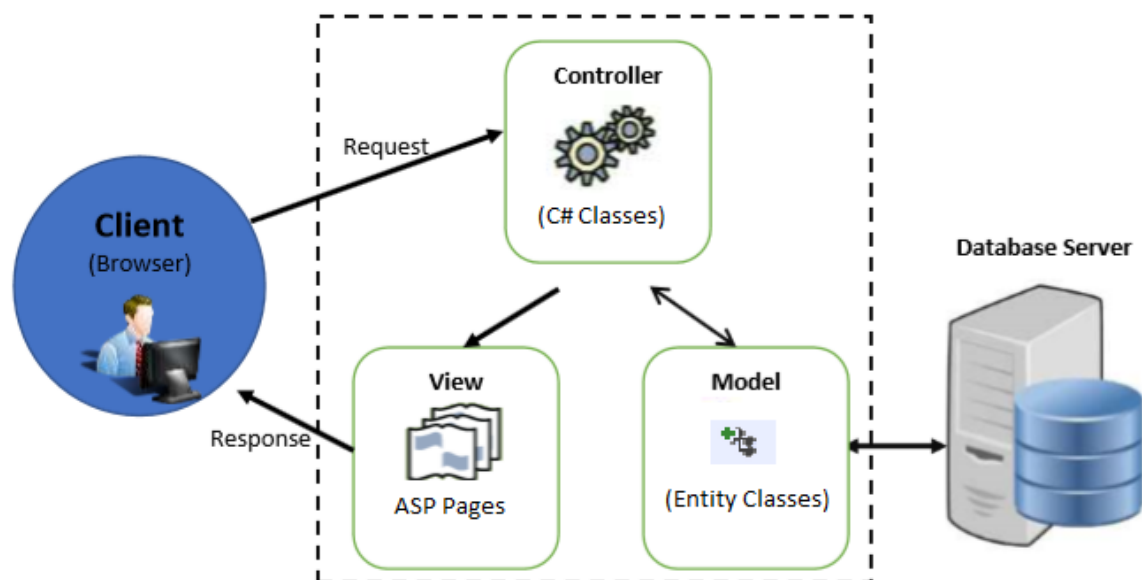 Controller
(C# Classes)
Request
Client
(Browser)
Database Server
View
ASP Pages
Model
(Entity Classes)
Response